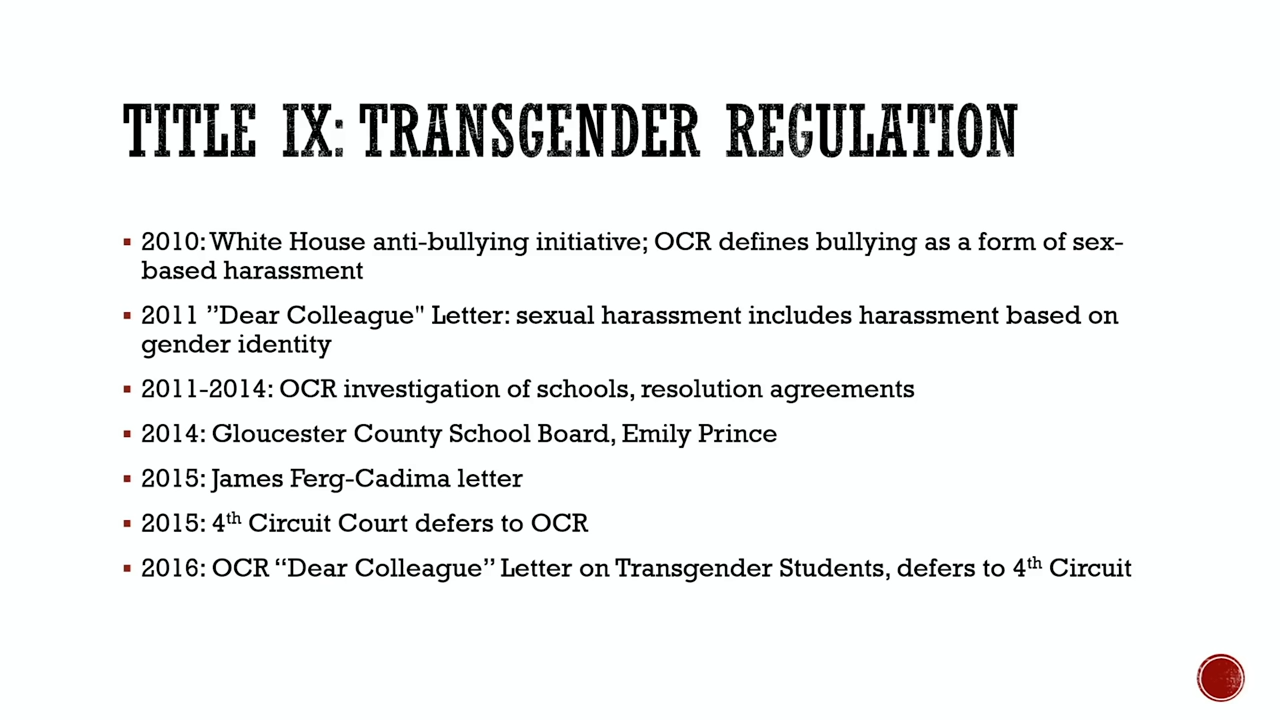 TITLE IX: TRANSGENDER REGULATION
▪ 2010: White House anti-bullying initiative; OCR defines bullying as a form of sex-
based harassment
▪ 2011 ”Dear Colleague" Letter: sexual harassment includes harassment based on
gender identity
▪ 2011-2014: OCR investigation of schools, resolution agreements
▪ 2014: Gloucester County School Board, Emily Prince
▪ 2015: James Ferg-Cadima letter
▪ 2015: 4th Circuit Court defers to OCR
▪ 2016: OCR “Dear Colleague” Letter on Transgender Students, defers to 4th Circuit